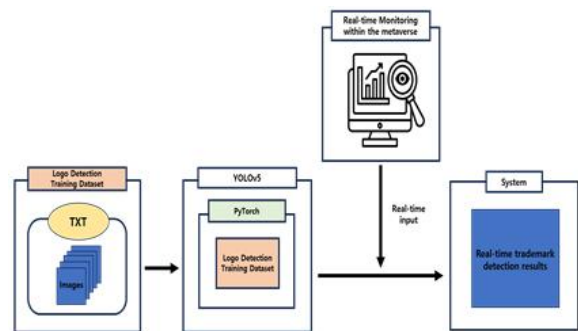 Real-time Monitoring
within the metaverse
Logo Detection
Training Dataset
TXT
Images
YOLOv5
PyTorch
Logo Detection
Training Dataset
Real-time
input
System
Real-time trademark
detection results